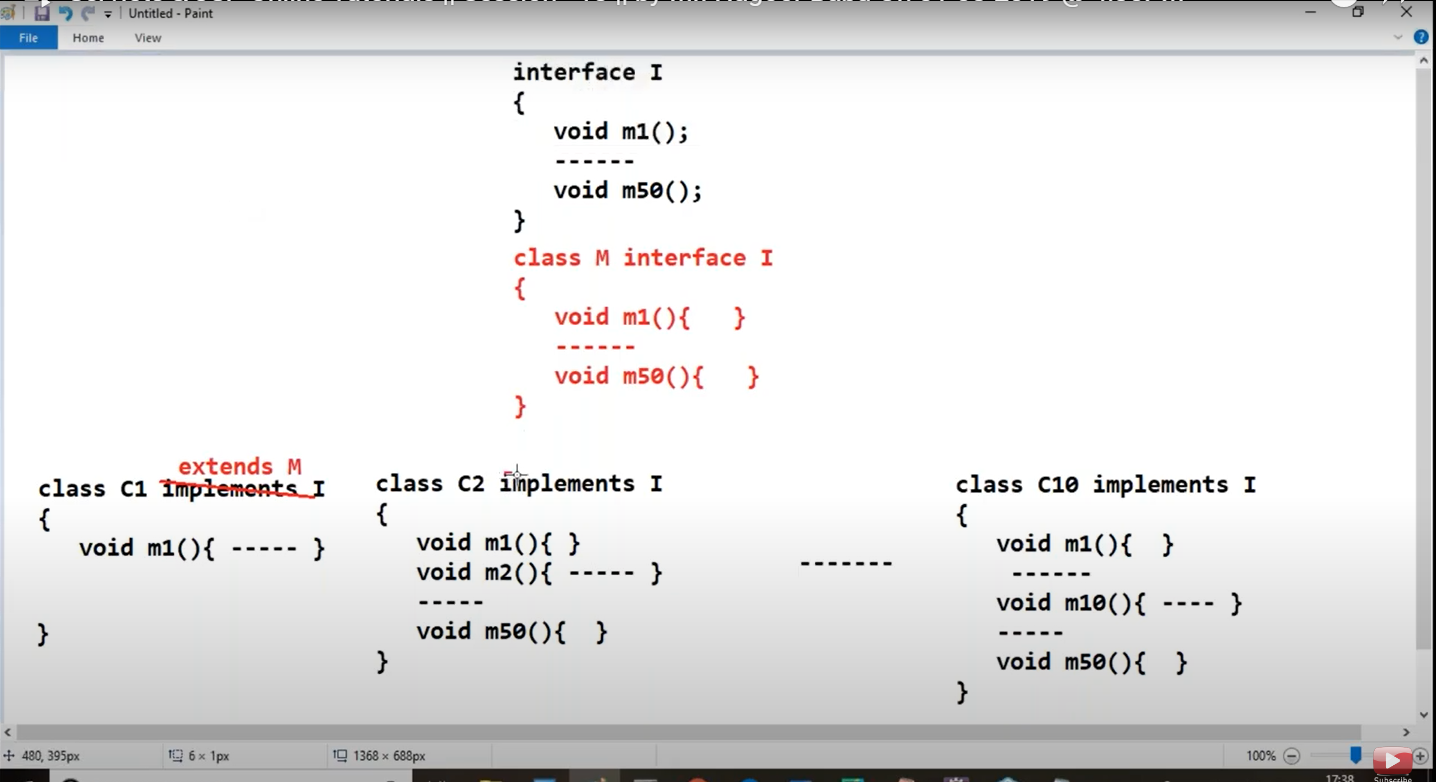 Untitled - Paint
File Home View
interface I
{
void m1();
------
void m50();
}
class M interface I
{
void m1(){ }
------
void m50(){ }
}
extends M
class C1 implements I
{
void m1(){ ----- }
}
class C2 implements I
{
void m1(){ }
void m2(){ ----- }
-----
void m50(){ }
}
-------
class C10 implements I
{
void m1(){ }
------
void m10(){ ---- }
-----
void m50(){ }
}
480, 395px 6 × 1px 1368 × 688px 100%
17:38
Subscribe